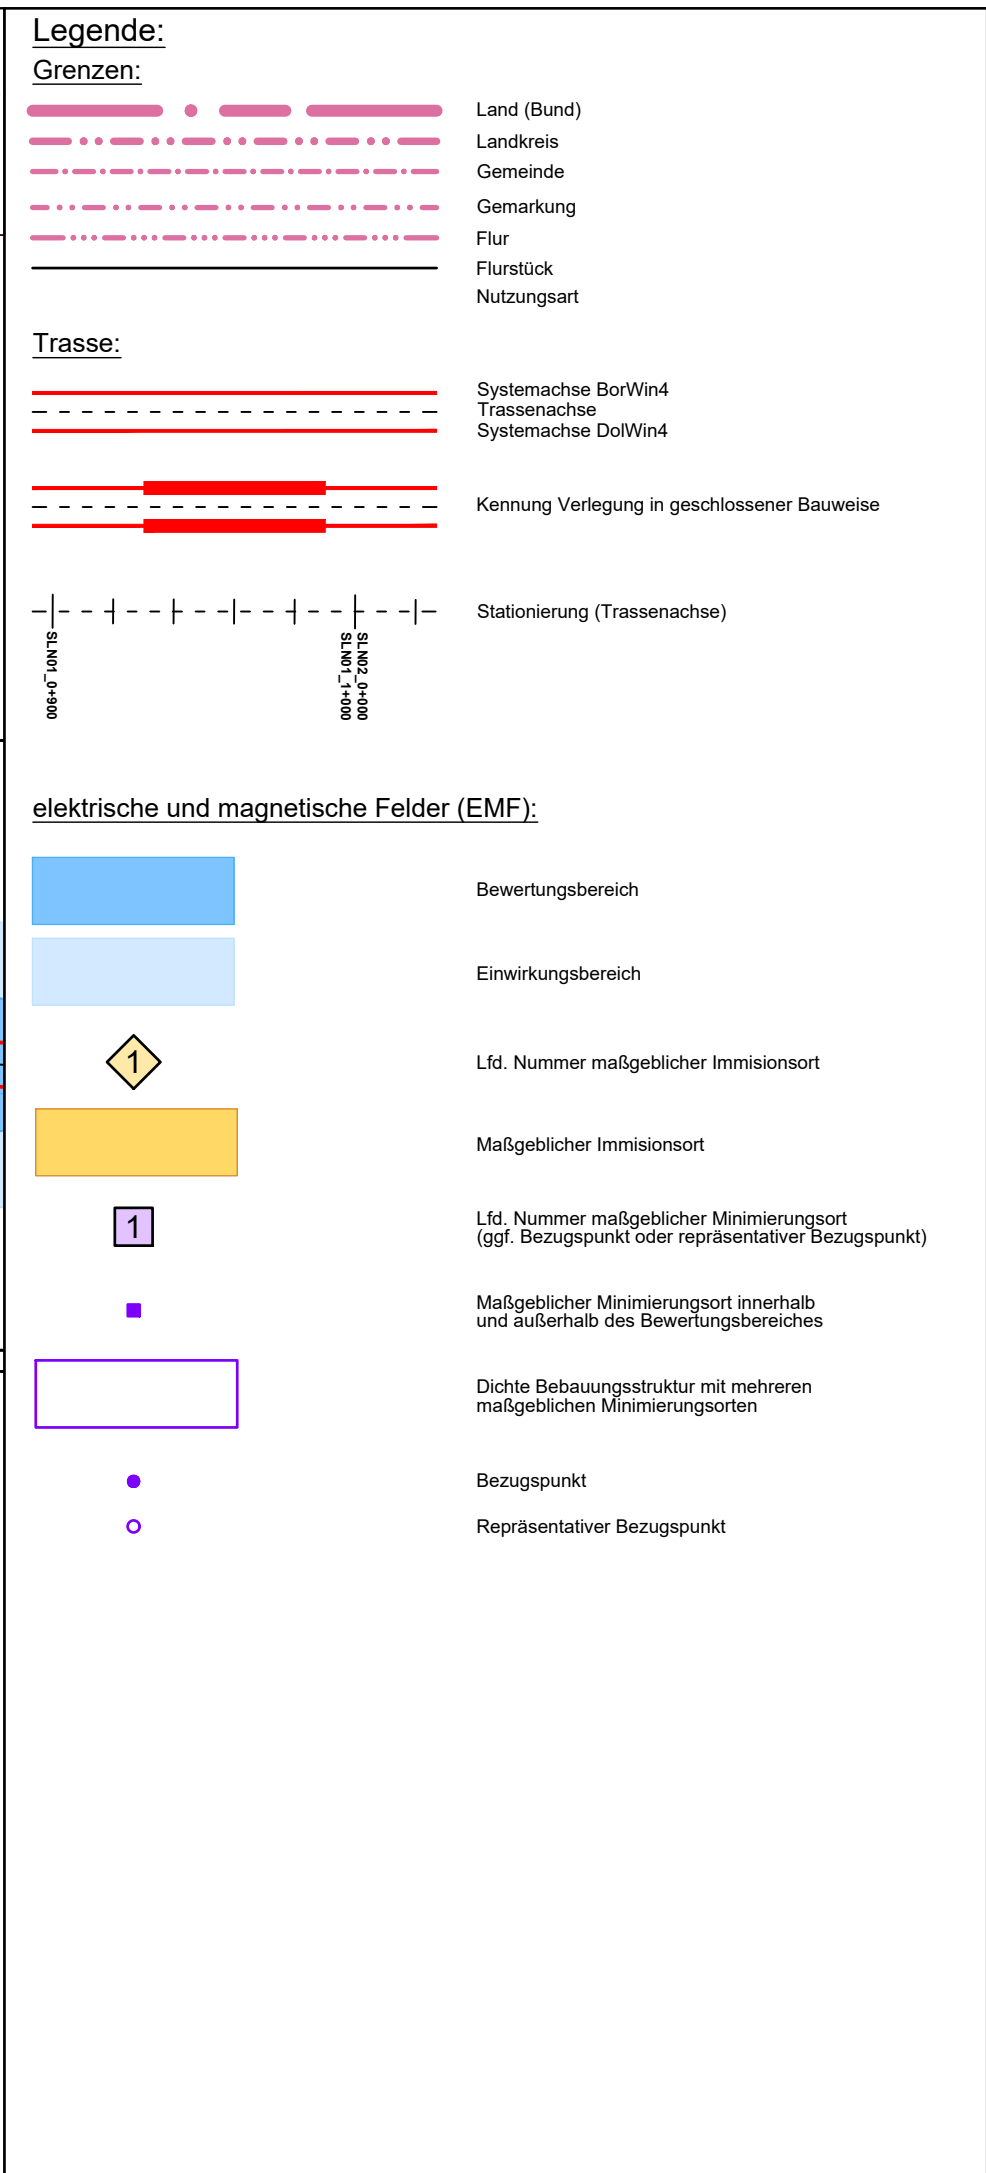 Legende:
Grenzen:
Land (Bund)
Landkreis
Gemeinde
Gemarkung
Flur
Flurstück
Nutzungsart
Trasse:
Systemachse BorWin4
Trassenachse
Systemachse DolWin4
Kennung Verlegung in geschlossener Bauweise
Stationierung (Trassenachse)
SLN01_0+900
SLN02_0+000
SLN01_1+000
elektrische und magnetische Felder (EMF):
Bewertungsbereich
Einwirkungsbereich
1
Lfd. Nummer maßgeblicher Immisionsort
Maßgeblicher Immisionsort
1
Lfd. Nummer maßgeblicher Minimierungsort
(ggf. Bezugspunkt oder repräsentativer Bezugspunkt)
Maßgeblicher Minimierungsort innerhalb
und außerhalb des Bewertungsbereiches
Dichte Bebauungsstruktur mit mehreren
maßgeblichen Minimierungsorten
Bezugspunkt
Repräsentativer Bezugspunkt